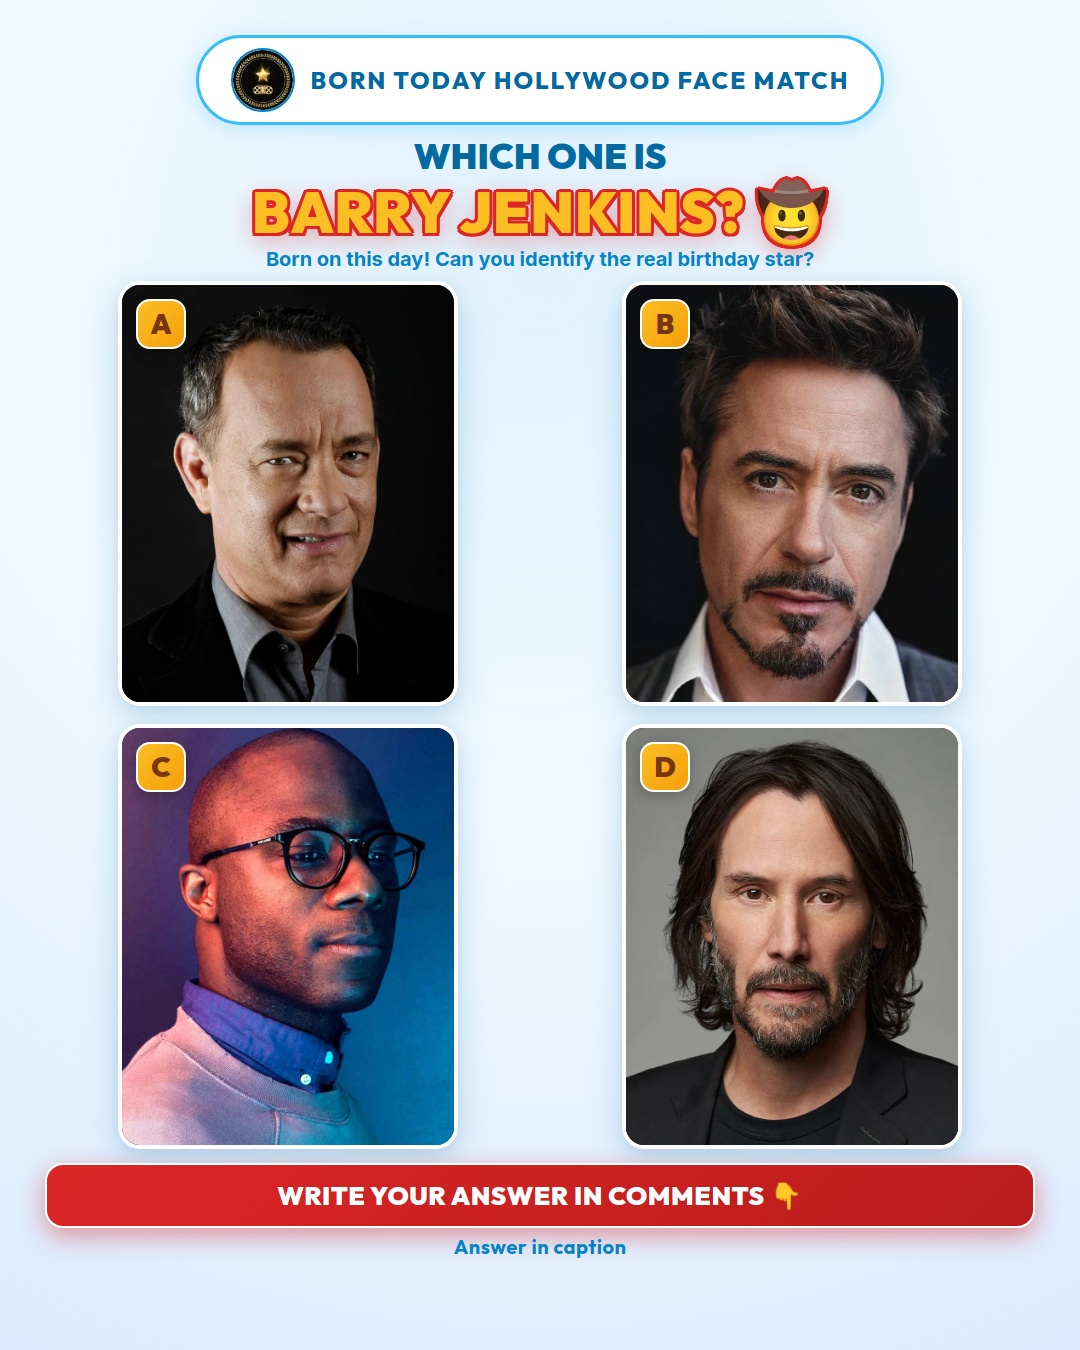 BORN TODAY HOLLYWOOD FACE MATCH
WHICH ONE IS
BARRY JENKINS? 🤠
Born on this day! Can you identify the real birthday star?
A
B
C
D
WRITE YOUR ANSWER IN COMMENTS 👇
Answer in caption